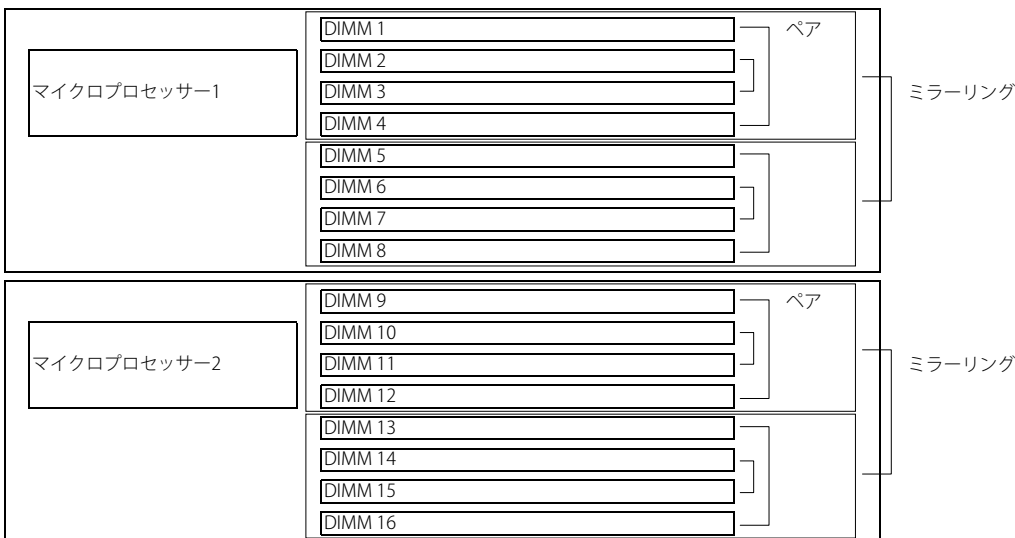 DIMM 1
ペア
DIMM 2
マイクロプロセッサー1
DIMM 3
ミラーリング
DIMM 4
DIMM 5
DIMM 6
DIMM 7
DIMM 8
DIMM 9
ペア
DIMM 10
マイクロプロセッサー2
DIMM 11
ミラーリング
DIMM 12
DIMM 13
DIMM 14
DIMM 15
DIMM 16